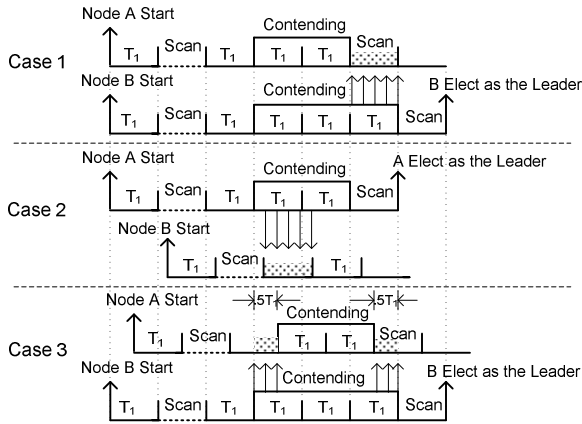 Case 1
Node A Start
Contending
T1 Scan T1 T1 T1 Scan
Node B Start
Contending
B Elect as the Leader
T1 Scan T1 T1 T1 T1 Scan
Case 2
Node A Start
Contending
A Elect as the Leader
T1 Scan T1 T1 T1 Scan
Node B Start
T1 Scan T1
Case 3
Node A Start
.5T1 .5T1
Contending
T1 Scan T1 T1 Scan
Node B Start
Contending
B Elect as the Leader
T1 Scan T1 T1 T1 T1 Scan